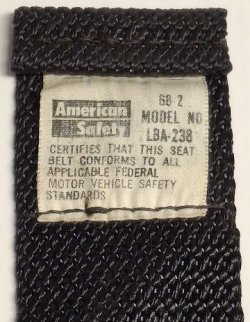 American
Safety
68 2
MODEL NO
LBA-238
CERTIFIES THAT THIS SEAT
BELT CONFORMS TO ALL
APPLICABLE FEDERAL
MOTOR VEHICLE SAFETY
STANDARDS